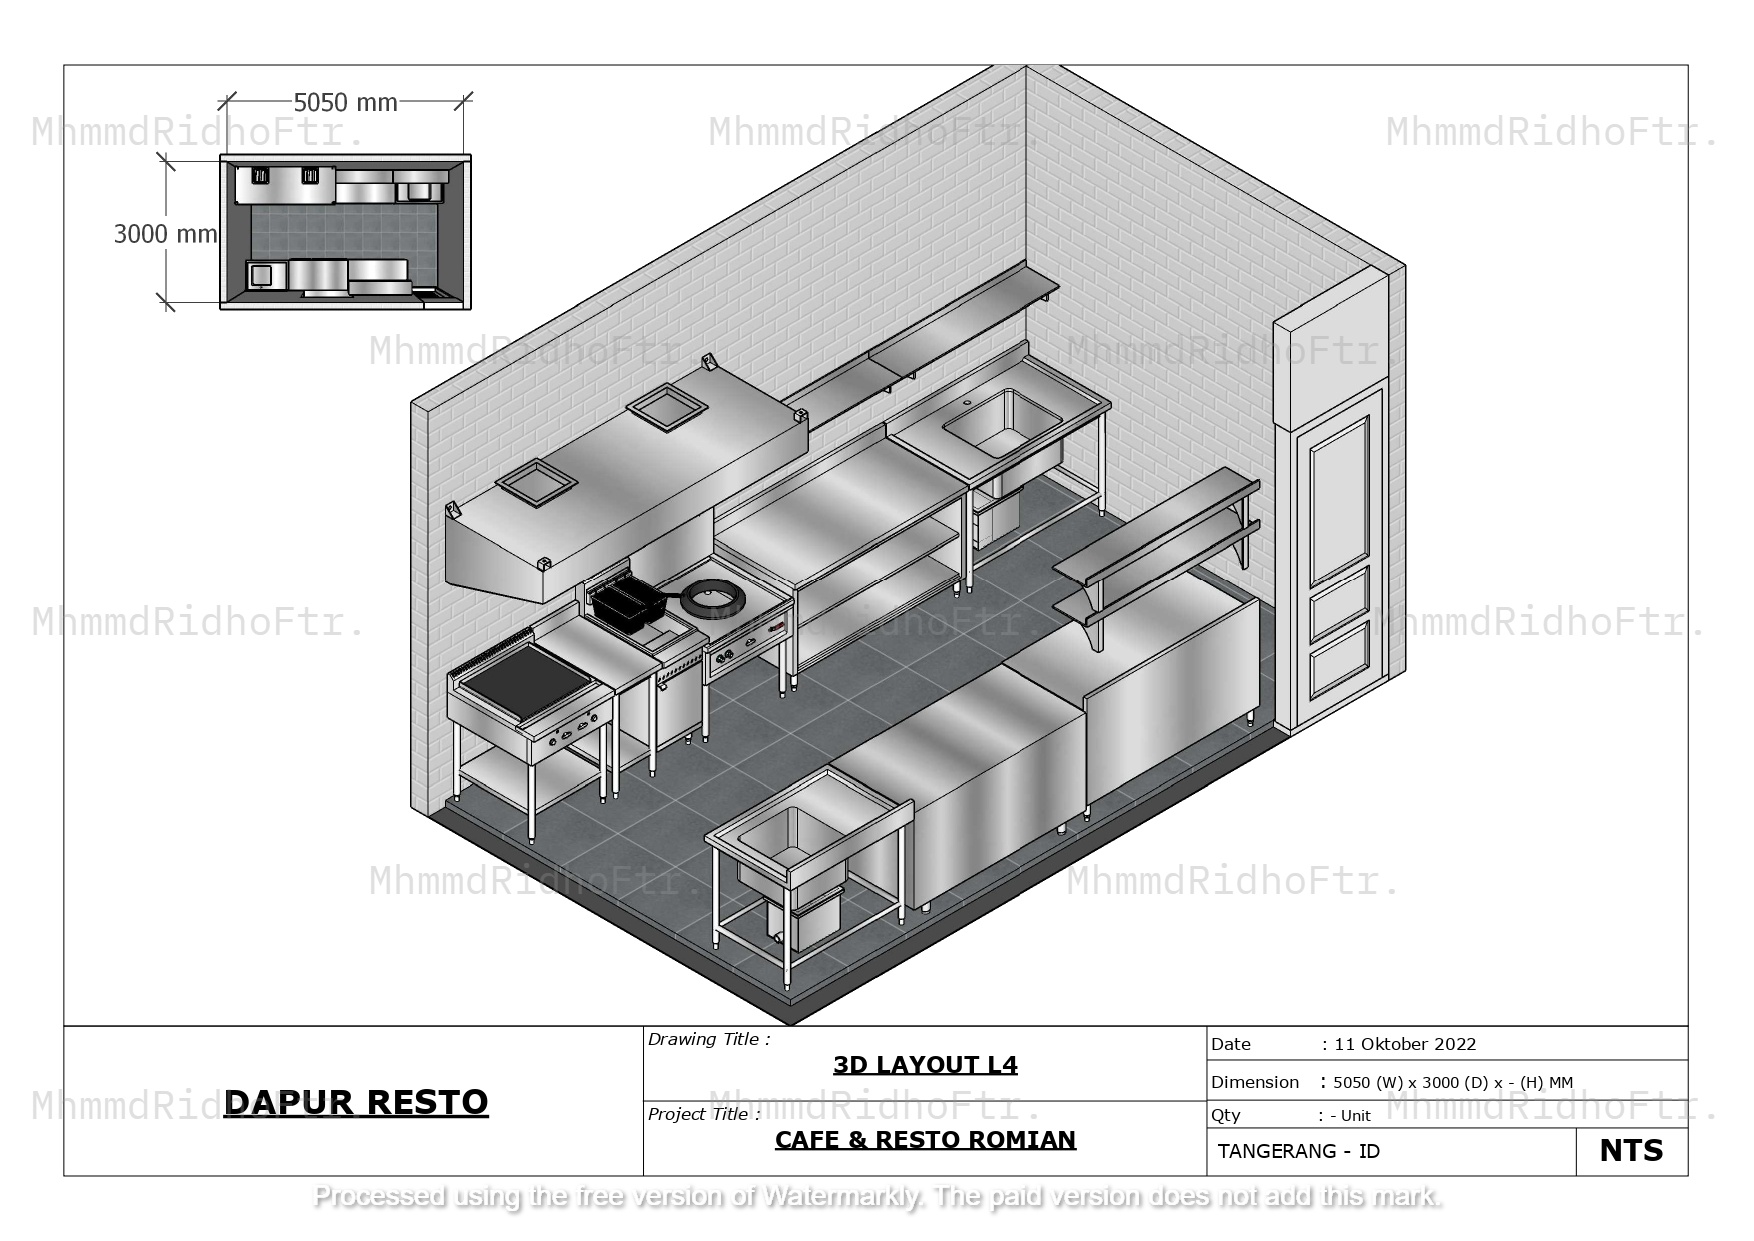 5050 mm
MhmmdRidhoFtr.
MhmmdRidhoFtr.
MhmmdRidhoFtr.
3000 mm
MhmmdRidhoFtr.
MhmmdRidhoFtr.
MhmmdRidhoFtr.
MhmmdRidhoFtr.
MhmmdRidhoFtr.
MhmmdRidhoFtr.
MhmmdRidhoFtr.
DAPUR RESTO
MhmmdRidhoFtr.
Drawing Title :
3D LAYOUT L4
Project Title :
MhmmdRidhoFtr.
CAFE & RESTO ROMIAN
Date : 11 Oktober 2022
Dimension : 5050 (W) x 3000 (D) x - (H) MM
Qty : - Unit
MhmmdRidhoFtr.
TANGERANG - ID
NTS
Processed using the free version of Watermarkly. The paid version does not add this mark.